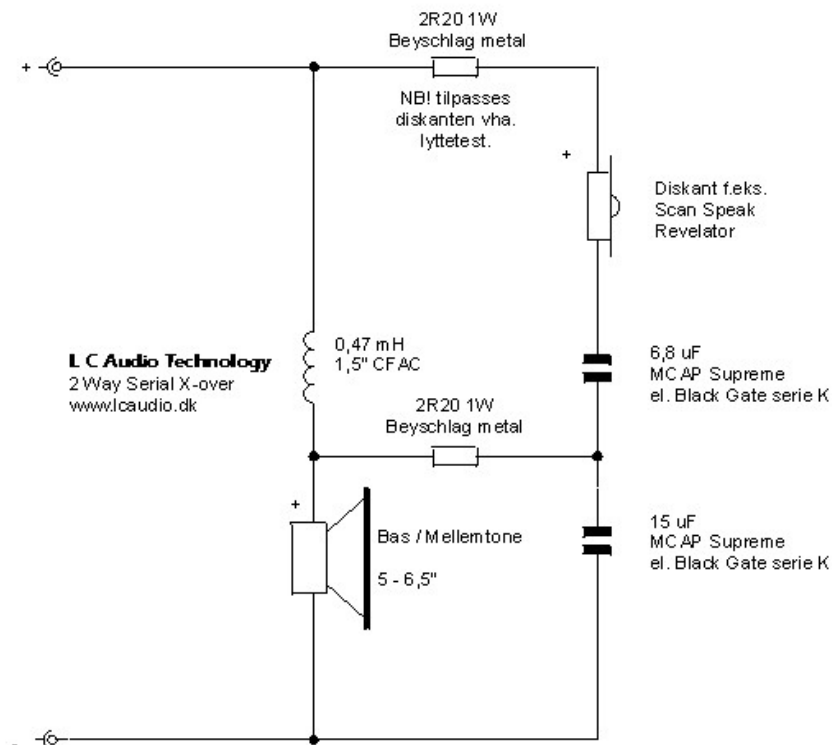 2R20 1W
Beyschlag metal
+
NB! tilpasses
diskanten vha.
lyttetest.
+
Diskant f.eks.
Scan Speak
Revelator
L C Audio Technology
2 Way Serial X-over
www.lcaudio.dk
0,47 mH
1,5" CFAC
6,8 uF
MCAP Supreme
el. Black Gate serie K
2R20 1W
Beyschlag metal
+
Bas / Mellemtone
5 - 6,5"
15 uF
MCAP Supreme
el. Black Gate serie K
-